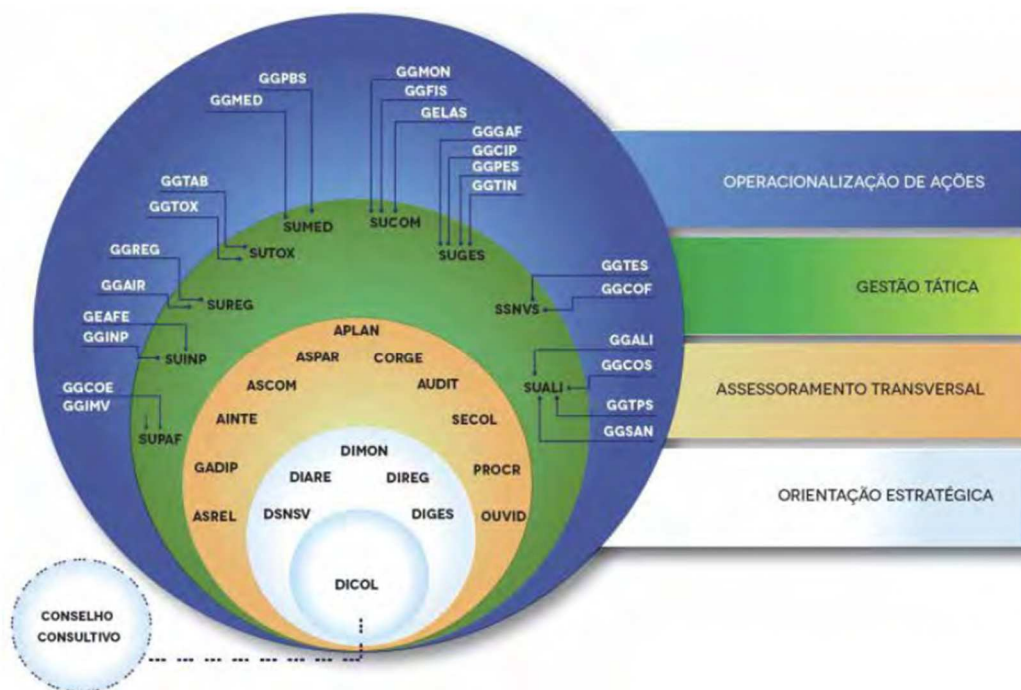 GGPBS
GGMED
GGMON
GGFIS
GELAS
GGGAF
GGCIP
GGPES
GGTIN
GGTAB
GGTOX
SUMED
SUCOM
SUTOX
SUGES
GGREG
GGAIR
SUREG
GGTES
GGCOF
SSNVS
GEAFE
GGINP
SUINP
GGALI
GGCOS
SUALI
GGTPS
GGSAN
GGCOE
GGIMV
SUPAF
APLAN
ASPAR
CORGE
ASCOM
AUDIT
AINTE
SECOL
GADIP
PROCR
ASREL
OUVID
DIMON
DIARE
DIREG
DSNSV
DIGES
DICOL
CONSELHO
CONSULTIVO
OPERACIONALIZAÇÃO DE AÇÕES
GESTÃO TÁTICA
ASSESSORAMENTO TRANSVERSAL
ORIENTAÇÃO ESTRATÉGICA